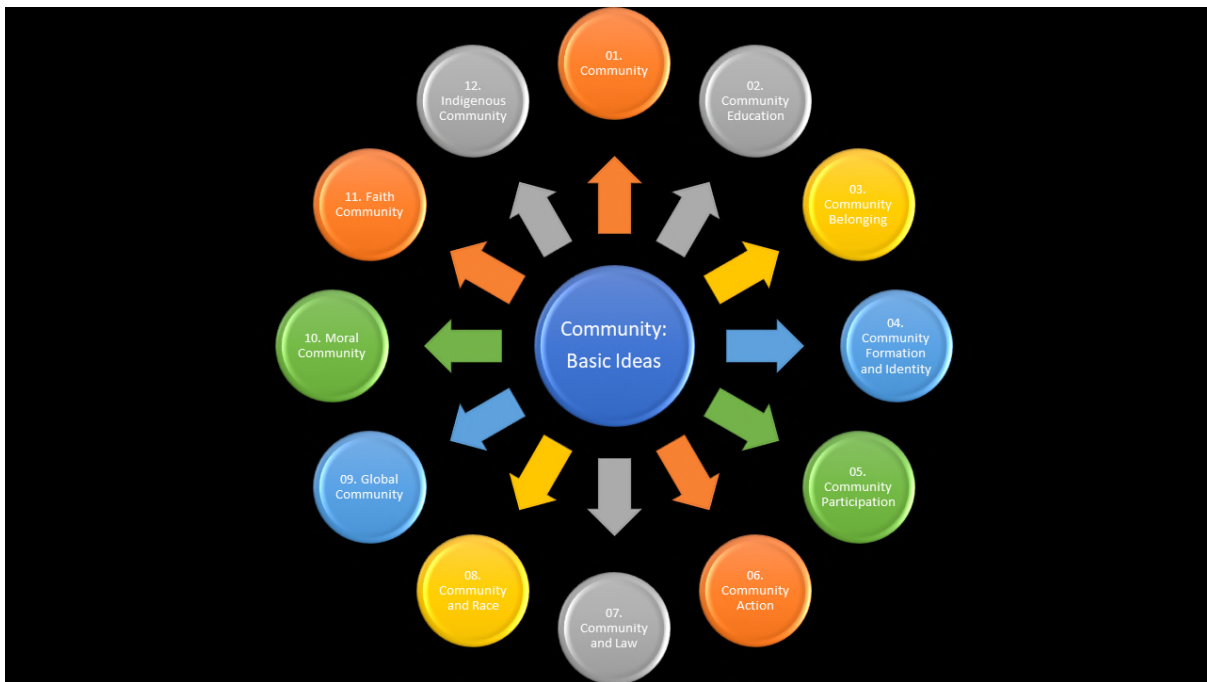 Community:
Basic Ideas
01.
Community
02.
Community
Education
03.
Community
Belonging
04.
Community
Formation
and Identity
05.
Community
Participation
06.
Community
Action
07.
Community
and Law
08.
Community
and Race
09. Global
Community
10. Moral
Community
11. Faith
Community
12.
Indigenous
Community